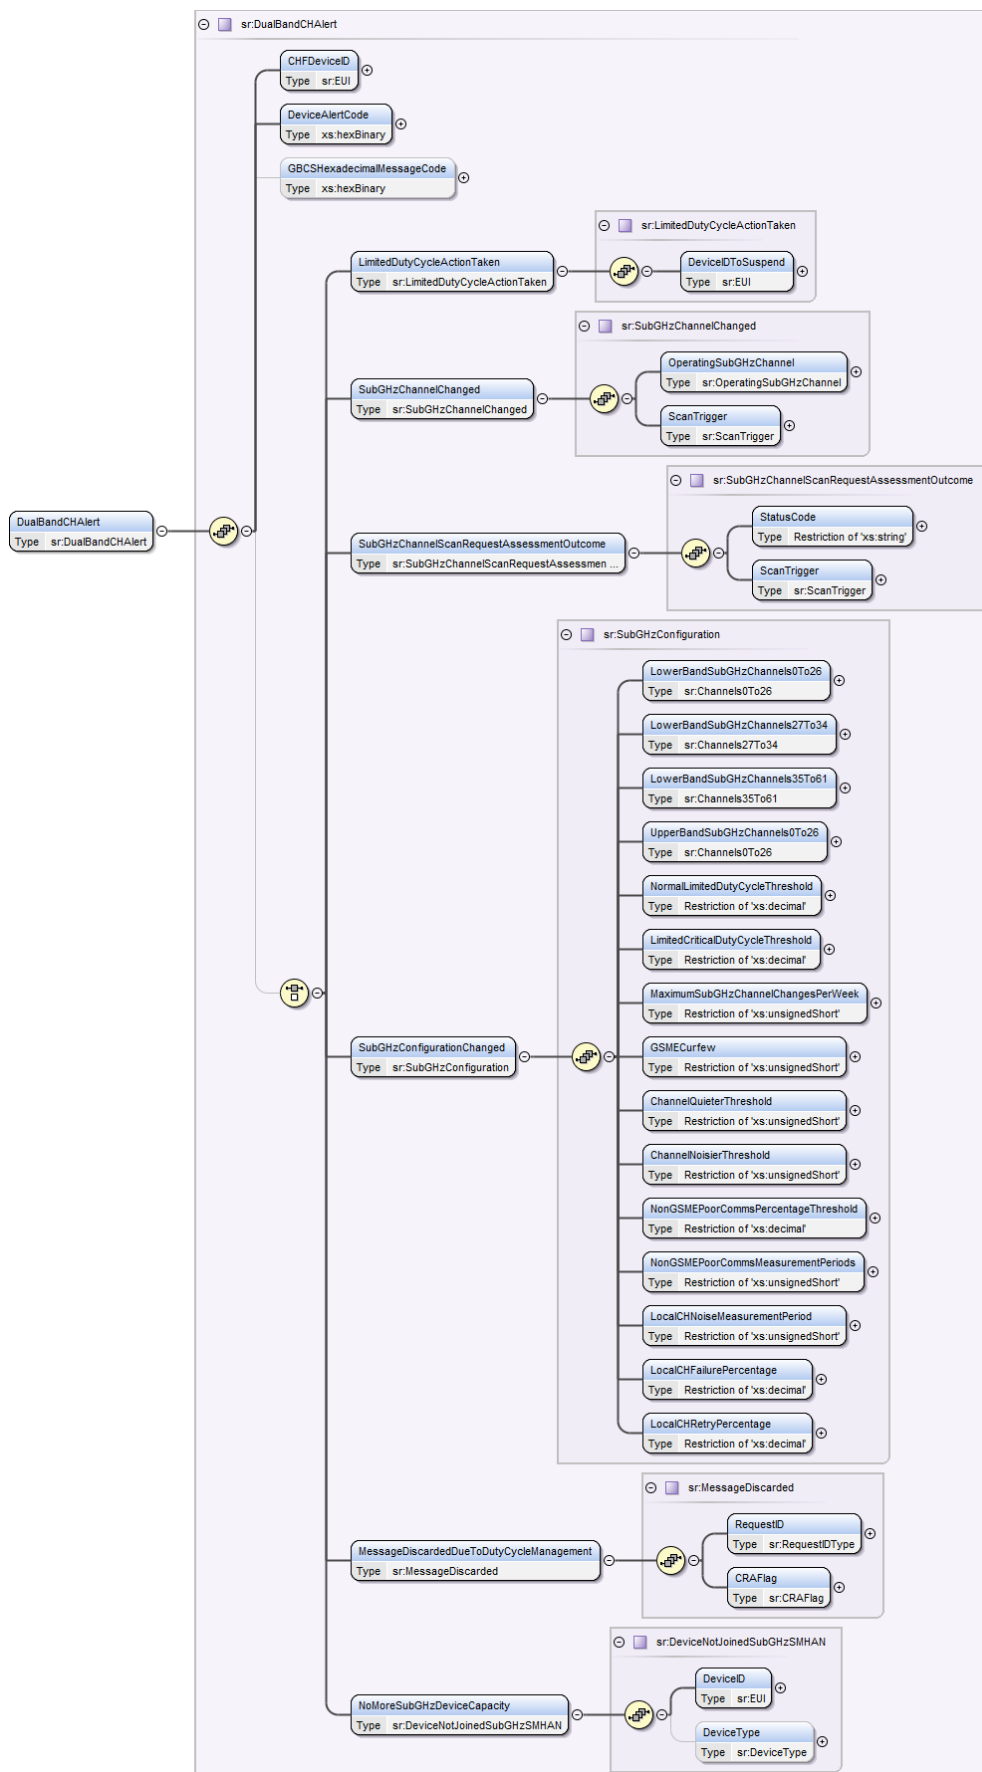 sr:DualBandCHAlert
CHFDeviceID
Type sr:EUI
DeviceAlertCode
Type xs:hexBinary
GBCSHexadecimalMessageCode
Type xs:hexBinary
sr:LimitedDutyCycleActionTaken
LimitedDutyCycleActionTaken
Type sr:LimitedDutyCycleActionTaken
DeviceIDToSuspend
Type sr:EUI
sr:SubGHzChannelChanged
OperatingSubGHzChannel
Type sr:OperatingSubGHzChannel
SubGHzChannelChanged
Type sr:SubGHzChannelChanged
ScanTrigger
Type sr:ScanTrigger
sr:SubGHzChannelScanRequestAssessmentOutcome
StatusCode
Type Restriction of 'xs:string'
DualBandCHAlert
Type sr:DualBandCHAlert
SubGHzChannelScanRequestAssessmentOutcome
Type sr:SubGHzChannelScanRequestAssessmen ...
ScanTrigger
Type sr:ScanTrigger
sr:SubGHzConfiguration
LowerBandSubGHzChannels0To26
Type sr:Channels0To26
LowerBandSubGHzChannels27To34
Type sr:Channels27To34
LowerBandSubGHzChannels35To61
Type sr:Channels35To61
UpperBandSubGHzChannels0To26
Type sr:Channels0To26
NormalLimitedDutyCycleThreshold
Type Restriction of 'xs:decimal'
LimitedCriticalDutyCycleThreshold
Type Restriction of 'xs:decimal'
MaximumSubGHzChannelChangesPerWeek
Type Restriction of 'xs:unsignedShort'
SubGHzConfigurationChanged
Type sr:SubGHzConfiguration
GSMECurfew
Type Restriction of 'xs:unsignedShort'
ChannelQuieterThreshold
Type Restriction of 'xs:unsignedShort'
ChannelNoisierThreshold
Type Restriction of 'xs:unsignedShort'
NonGSMEPoorCommsPercentageThreshold
Type Restriction of 'xs:decimal'
NonGSMEPoorCommsMeasurementPeriods
Type Restriction of 'xs:unsignedShort'
LocalCHNoiseMeasurementPeriod
Type Restriction of 'xs:unsignedShort'
LocalCHFailurePercentage
Type Restriction of 'xs:decimal'
LocalCHRetryPercentage
Type Restriction of 'xs:decimal'
sr:MessageDiscarded
RequestID
Type sr:RequestIDType
MessageDiscardedDueToDutyCycleManagement
Type sr:MessageDiscarded
CRAFlag
Type sr:CRAFlag
sr:DeviceNotJoinedSubGHzSMHAN
DeviceID
Type sr:EUI
NoMoreSubGHzDeviceCapacity
Type sr:DeviceNotJoinedSubGHzSMHAN
DeviceType
Type sr:DeviceType